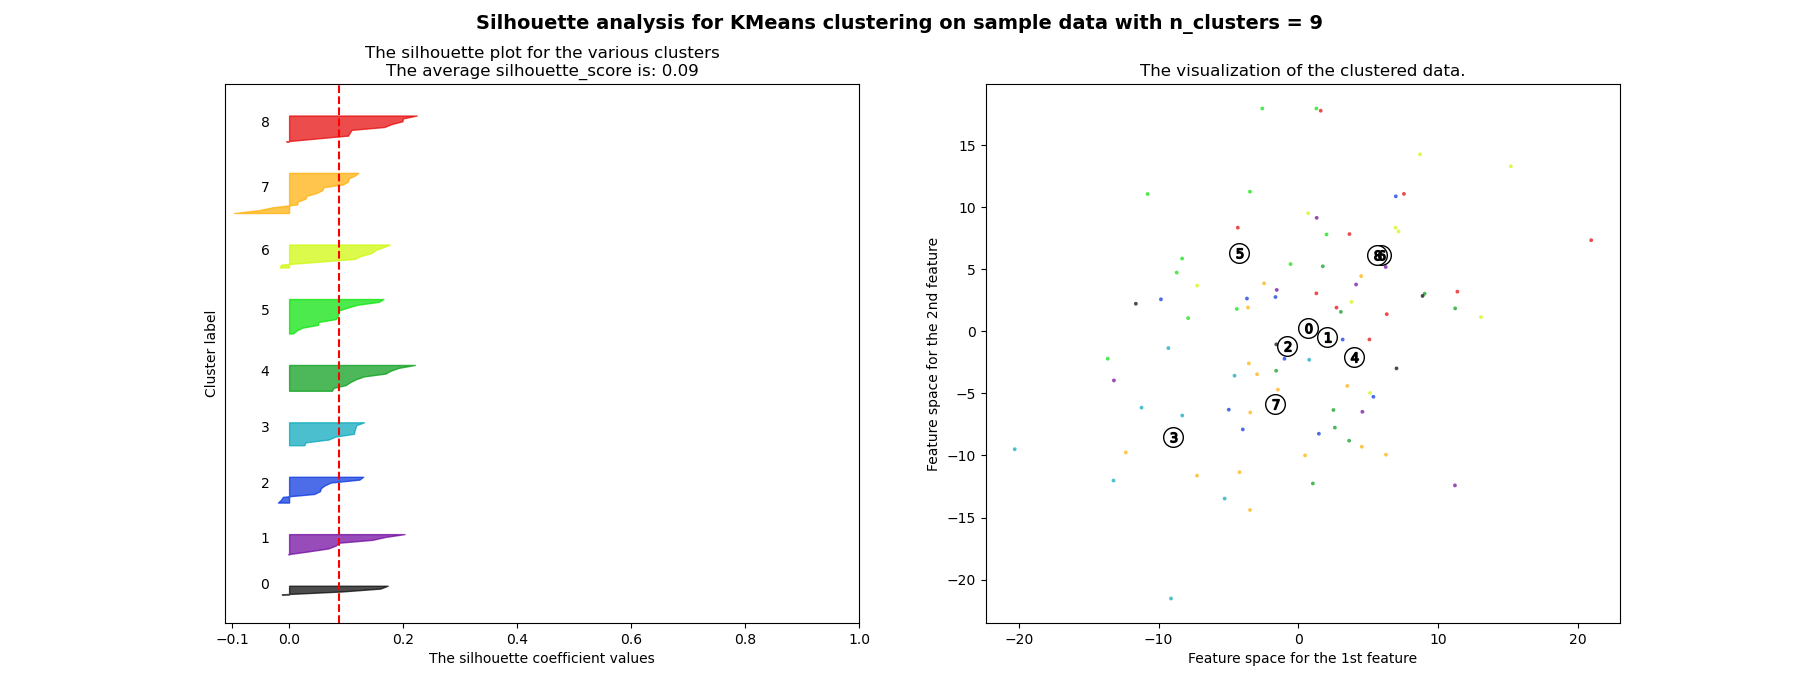 Silhouette analysis for KMeans clustering on sample data with n_clusters = 9
The silhouette plot for the various clusters
The average silhouette_score is: 0.09
8
7
6
5
4
3
2
1
0
Cluster label
−0.1 0.0 0.2 0.4 0.6 0.8 1.0
The silhouette coefficient values
The visualization of the clustered data.
15
10
5
0
−5
−10
−15
−20
Feature space for the 2nd feature
5
8 6
0
1
2
4
7
3
−20 −10 0 10 20
Feature space for the 1st feature